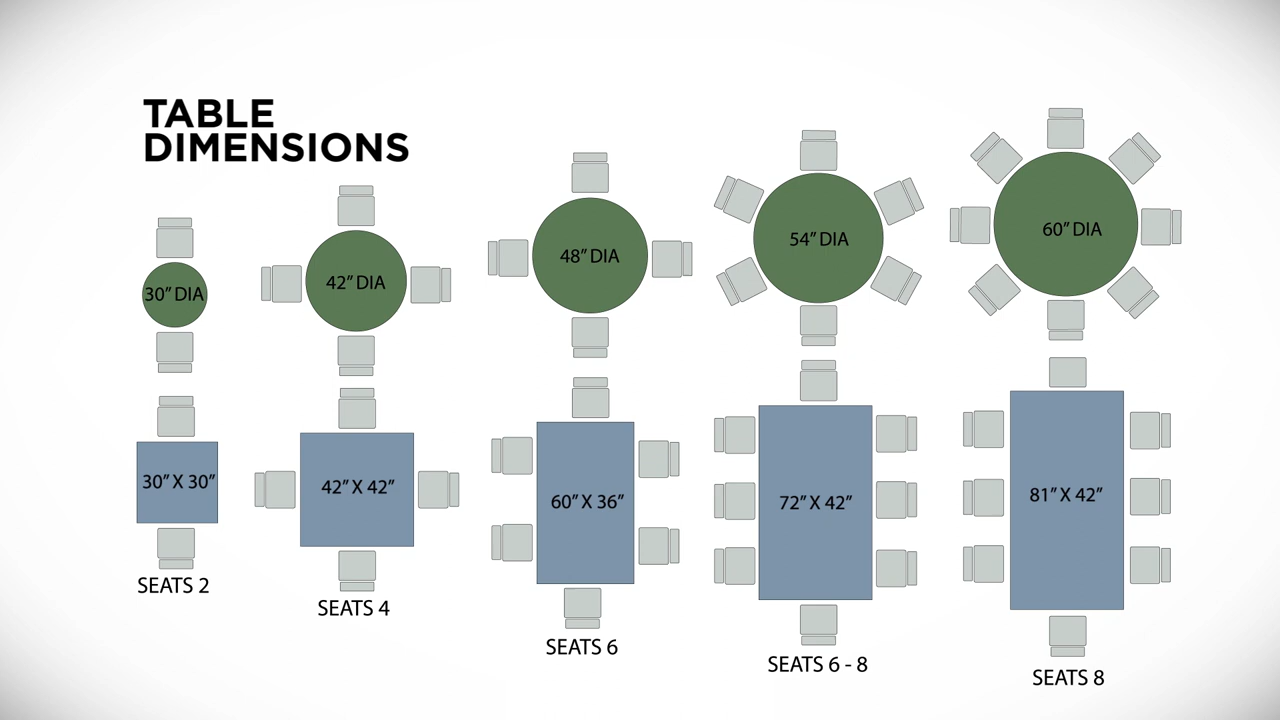 TABLE
DIMENSIONS
30” DIA
42” DIA
48” DIA
54” DIA
60” DIA
30” X 30”
42” X 42”
60” X 36”
72” X 42”
81” X 42”
SEATS 2
SEATS 4
SEATS 6
SEATS 6 - 8
SEATS 8